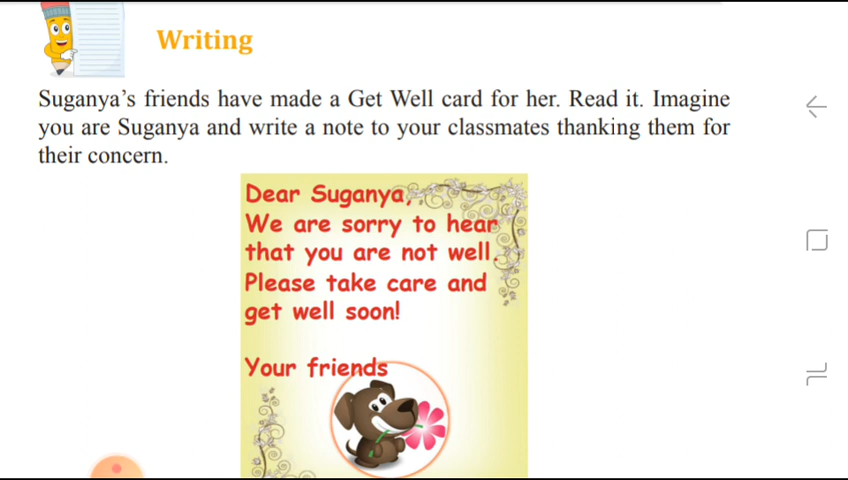 Writing
Suganya’s friends have made a Get Well card for her. Read it. Imagine
you are Suganya and write a note to your classmates thanking them for
their concern.
Dear Suganya,
We are sorry to hear
that you are not well.
Please take care and
get well soon!
Your friends